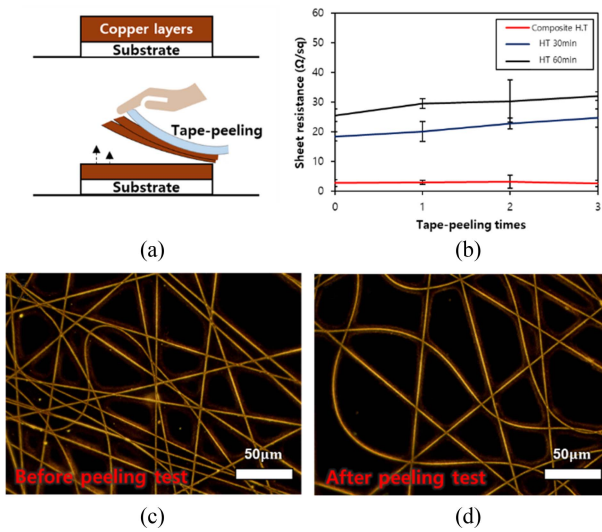 Copper layers
Substrate
Tape-peeling
Substrate
(a)
Sheet resistance (Ω/sq)
60
50
40
30
20
10
0
Composite H.T
HT 30min
HT 60min
0
1
2
3
Tape-peeling times
(b)
Before peeling test
50μm
(c)
After peeling test
50μm
(d)